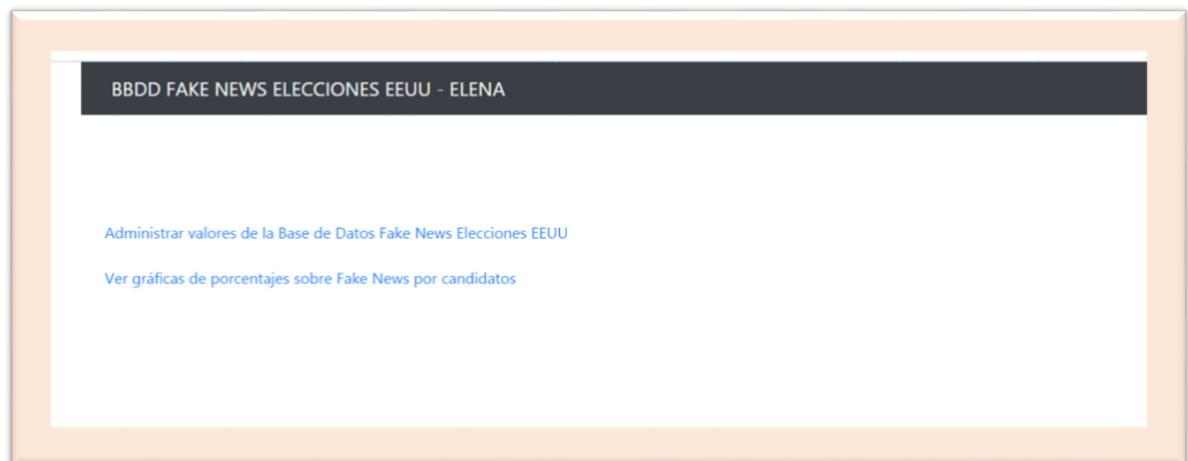 BBDD FAKE NEWS ELECCIONES EEUU - ELENA
Administrar valores de la Base de Datos Fake News Elecciones EEUU
Ver gráficas de porcentajes sobre Fake News por candidatos